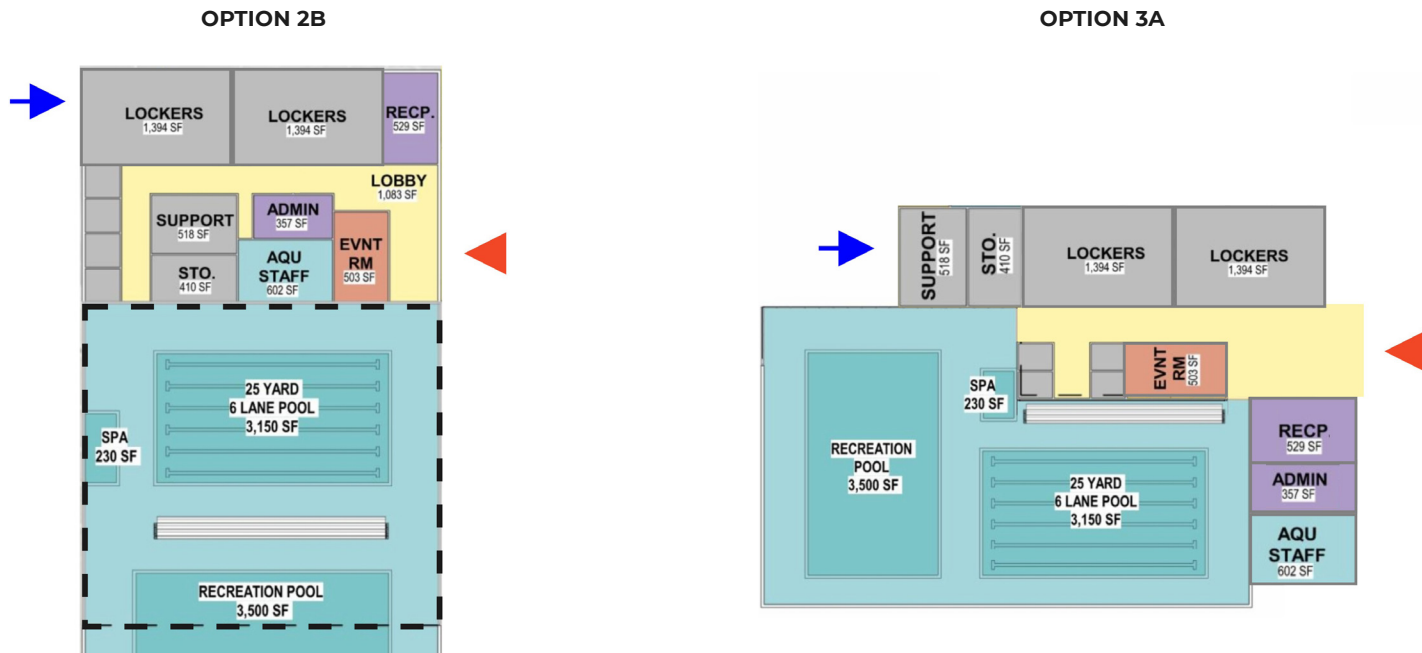 OPTION 2B
LOCKERS
1,394 SF
LOCKERS
1,394 SF
RECP.
529 SF
LOBBY
1,083 SF
SUPPORT
518 SF
ADMIN
357 SF
STO.
410 SF
AQU
STAFF
602 SF
EVNT
RM
503 SF
25 YARD
6 LANE POOL
3,150 SF
SPA
230 SF
RECREATION POOL
3,500 SF
OPTION 3A
SUPPORT
518 SF
STO.
410 SF
LOCKERS
1,394 SF
LOCKERS
1,394 SF
EVNT
RM
503 SF
SPA
230 SF
RECREATION
POOL
3,500 SF
25 YARD
6 LANE POOL
3,150 SF
RECP
529 SF
ADMIN
357 SF
AQU
STAFF
602 SF